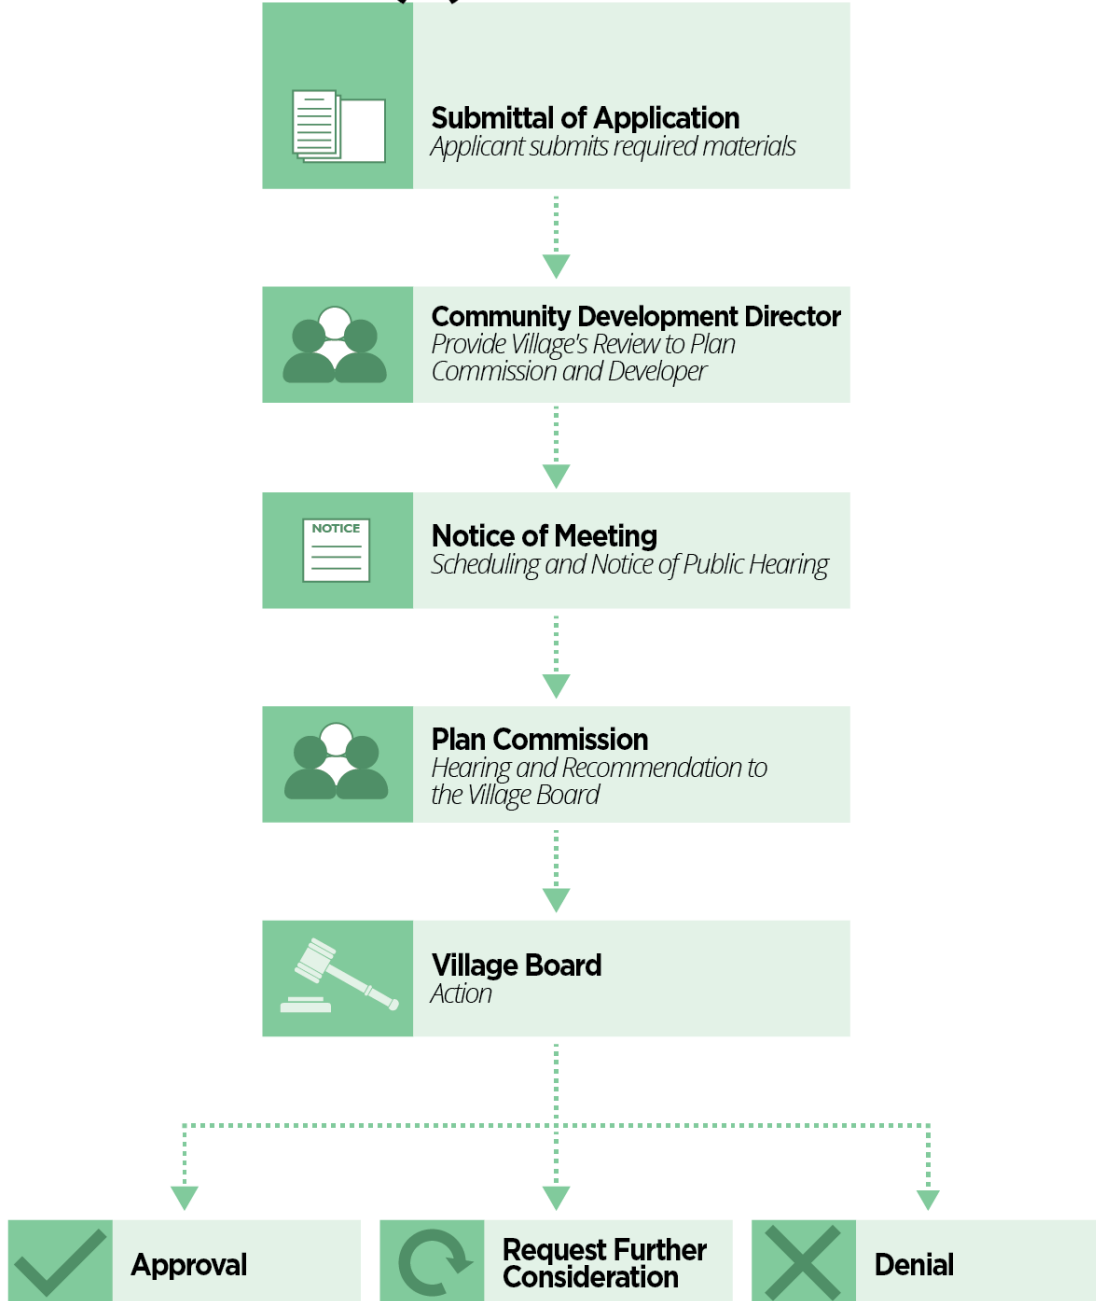 Submittal of Application
Applicant submits required materials
Community Development Director
Provide Village's Review to Plan
Commission and Developer
NOTICE
Notice of Meeting
Scheduling and Notice of Public Hearing
Plan Commission
Hearing and Recommendation to
the Village Board
Village Board
Action
Approval
Request Further
Consideration
Denial